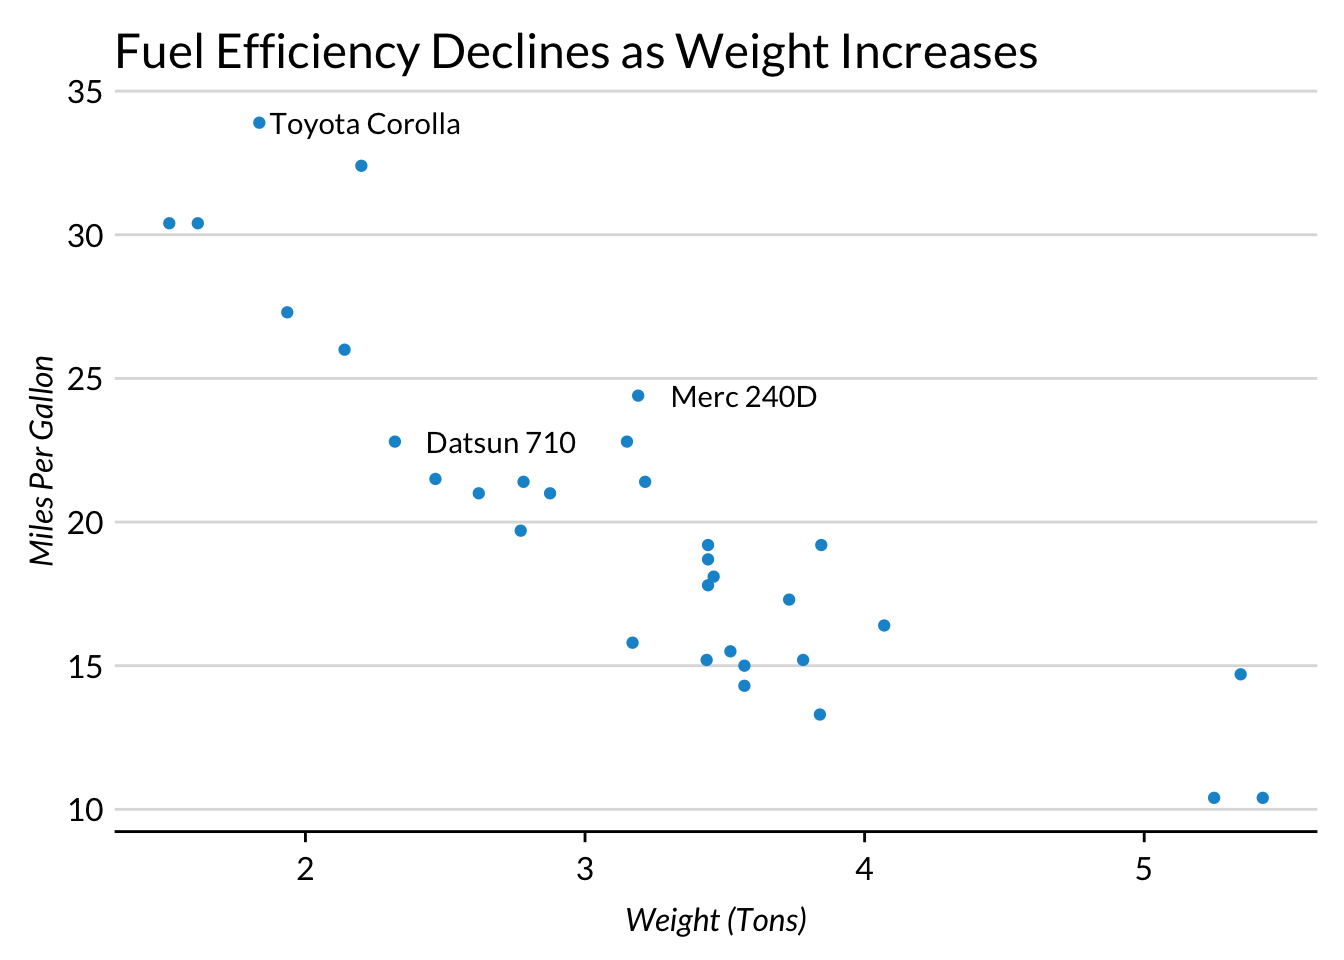 Fuel Efficiency Declines as Weight Increases
35
Toyota Corolla
30
25
Merc 240D
Datsun 710
20
15
10
Miles Per Gallon
2 3 4 5
Weight (Tons)